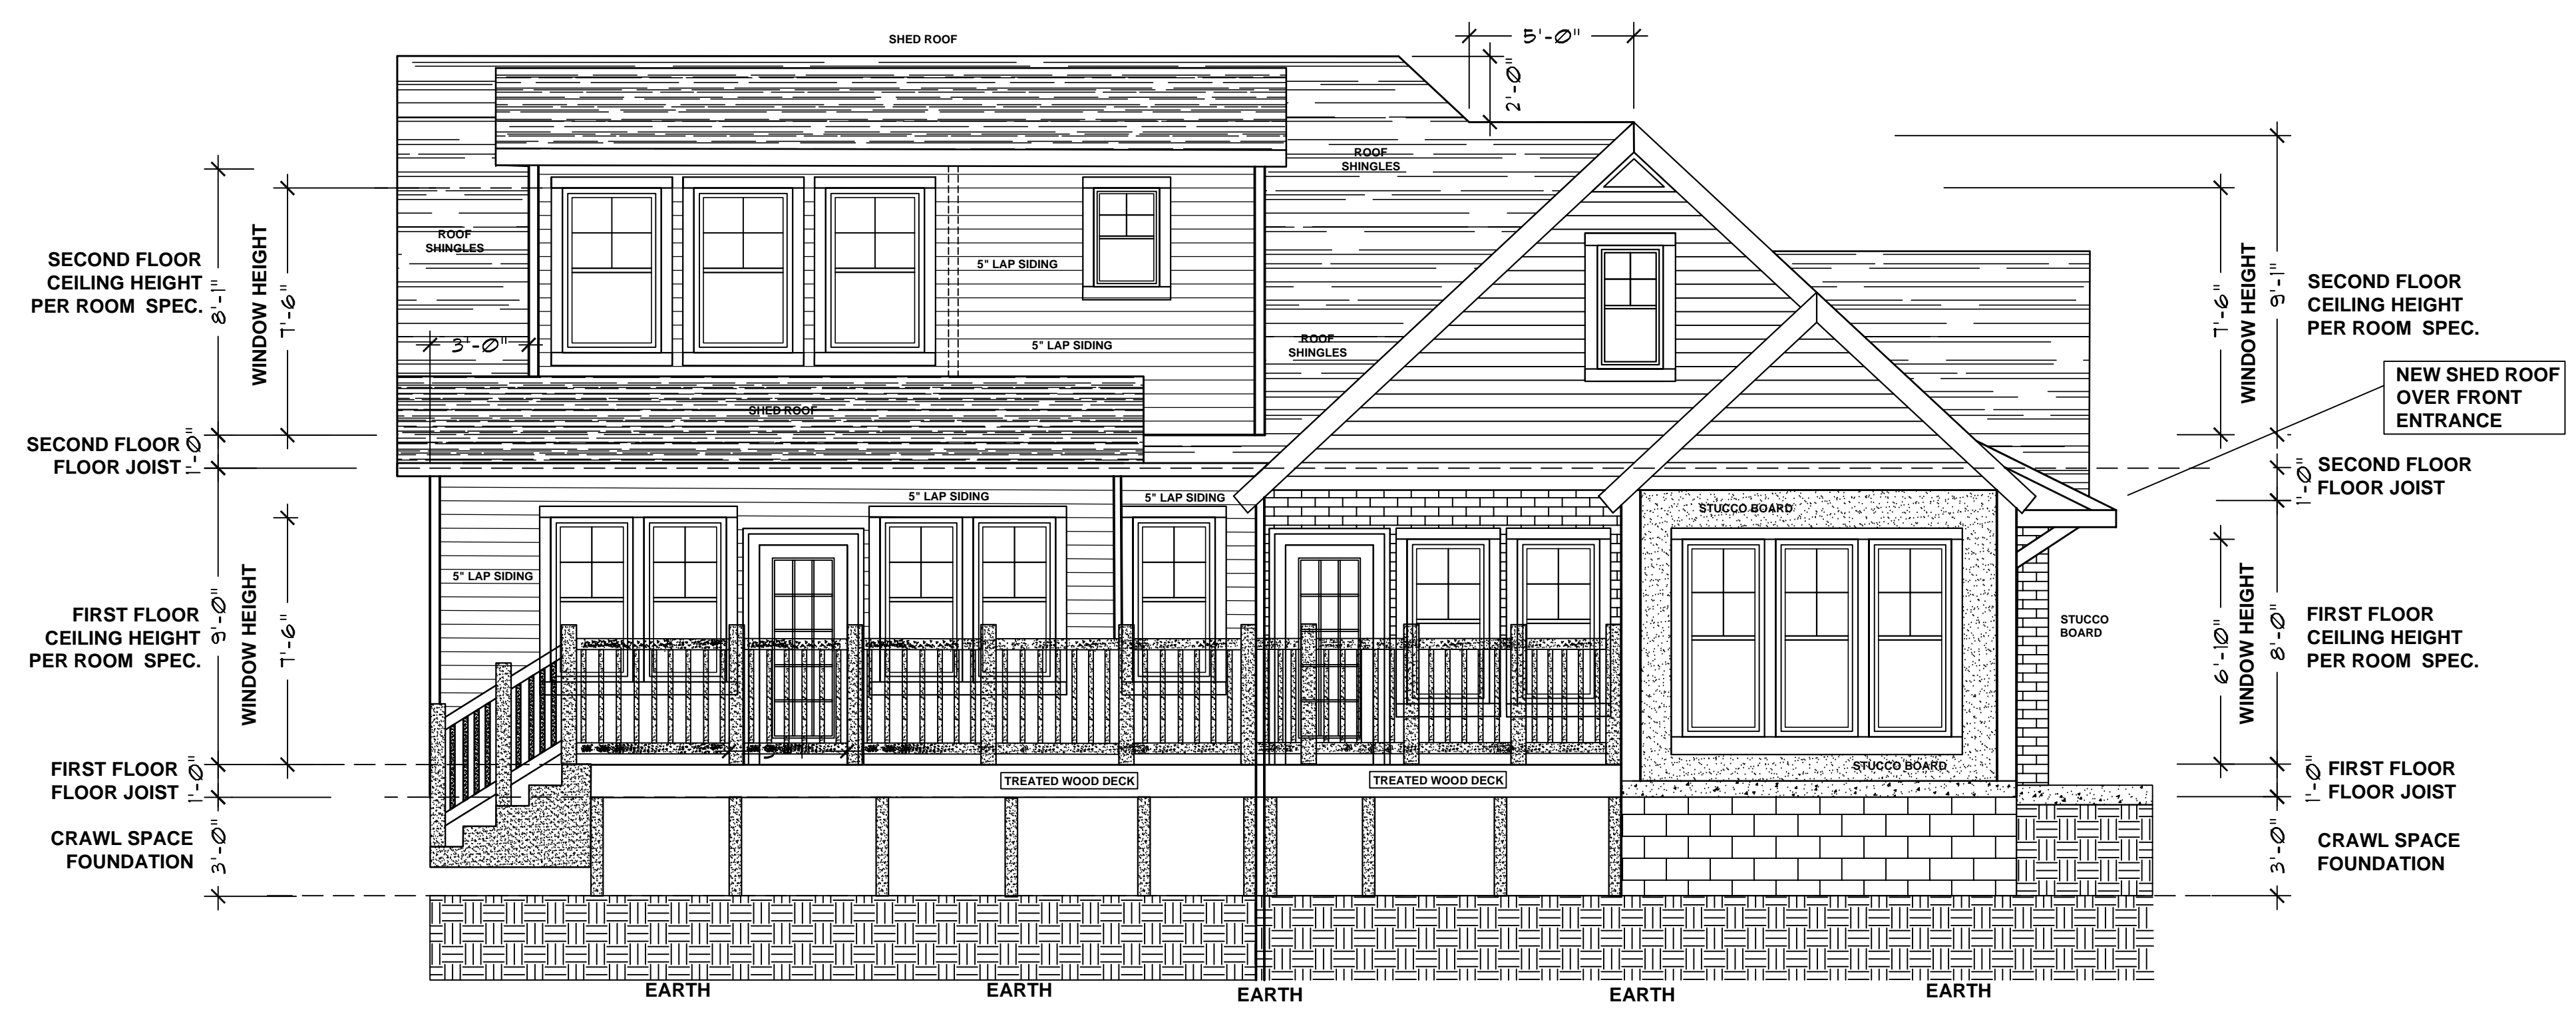 SHED ROOF
5'-0"
2'-0"
ROOF
SHINGLES
ROOF
SHINGLES
5" LAP SIDING
3'-0"
5" LAP SIDING
ROOF
SHINGLES
SHED ROOF
SECOND FLOOR
CEILING HEIGHT
PER ROOM SPEC.
8'-1"
WINDOW HEIGHT
7'-6"
SECOND FLOOR
FLOOR JOIST
1'-0"
FIRST FLOOR
CEILING HEIGHT
PER ROOM SPEC.
9'-0"
WINDOW HEIGHT
7'-6"
FIRST FLOOR
FLOOR JOIST
1'-0"
CRAWL SPACE
FOUNDATION
3'-0"
5" LAP SIDING
5" LAP SIDING
5" LAP SIDING
STUCCO BOARD
STUCCO
BOARD
STUCCO BOARD
TREATED WOOD DECK
TREATED WOOD DECK
7'-6"
WINDOW HEIGHT
9'-1"
SECOND FLOOR
CEILING HEIGHT
PER ROOM SPEC.
NEW SHED ROOF
OVER FRONT
ENTRANCE
1'-0"
SECOND FLOOR
FLOOR JOIST
6'-10"
WINDOW HEIGHT
8'-0"
FIRST FLOOR
CEILING HEIGHT
PER ROOM SPEC.
1'-0"
FIRST FLOOR
FLOOR JOIST
3'-0"
CRAWL SPACE
FOUNDATION
EARTH
EARTH
EARTH
EARTH
EARTH